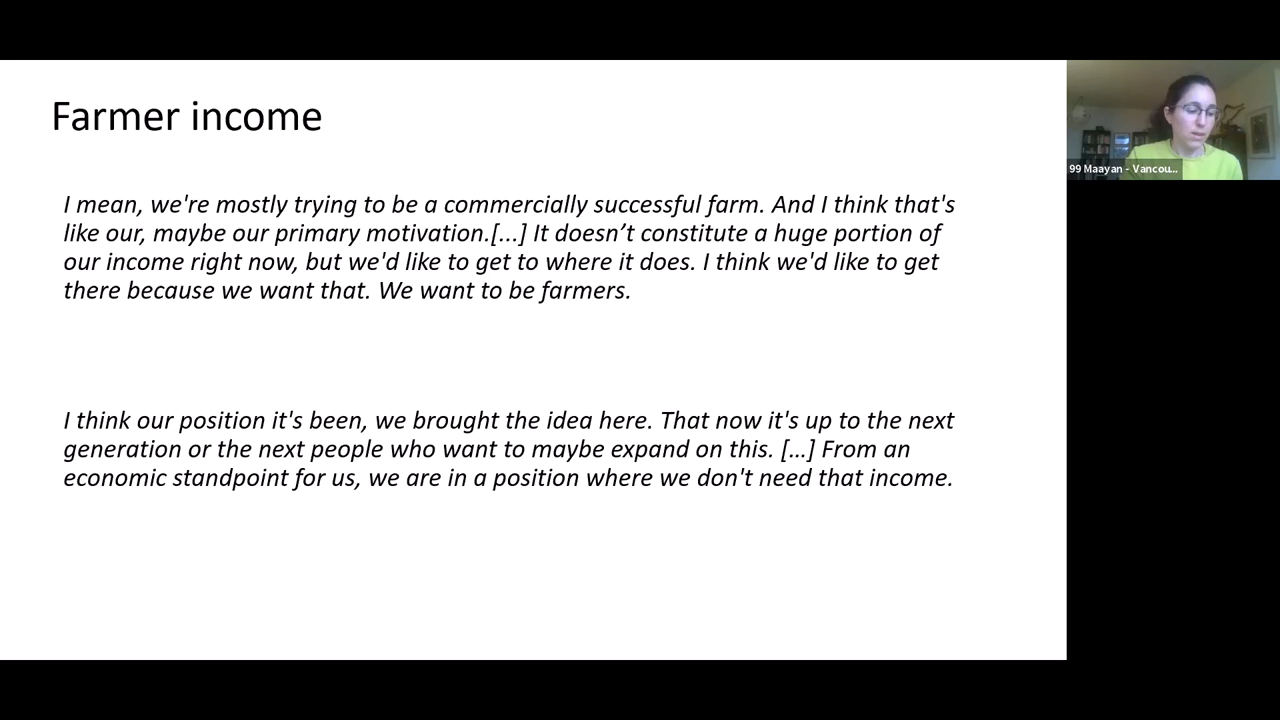 Farmer income
I mean, we're mostly trying to be a commercially successful farm. And I think that's
like our, maybe our primary motivation.[...] It doesn’t constitute a huge portion of
our income right now, but we'd like to get to where it does. I think we'd like to get
there because we want that. We want to be farmers.
I think our position it's been, we brought the idea here. That now it's up to the next
generation or the next people who want to maybe expand on this. [...] From an
economic standpoint for us, we are in a position where we don't need that income.
99 Maayan - Vancou...